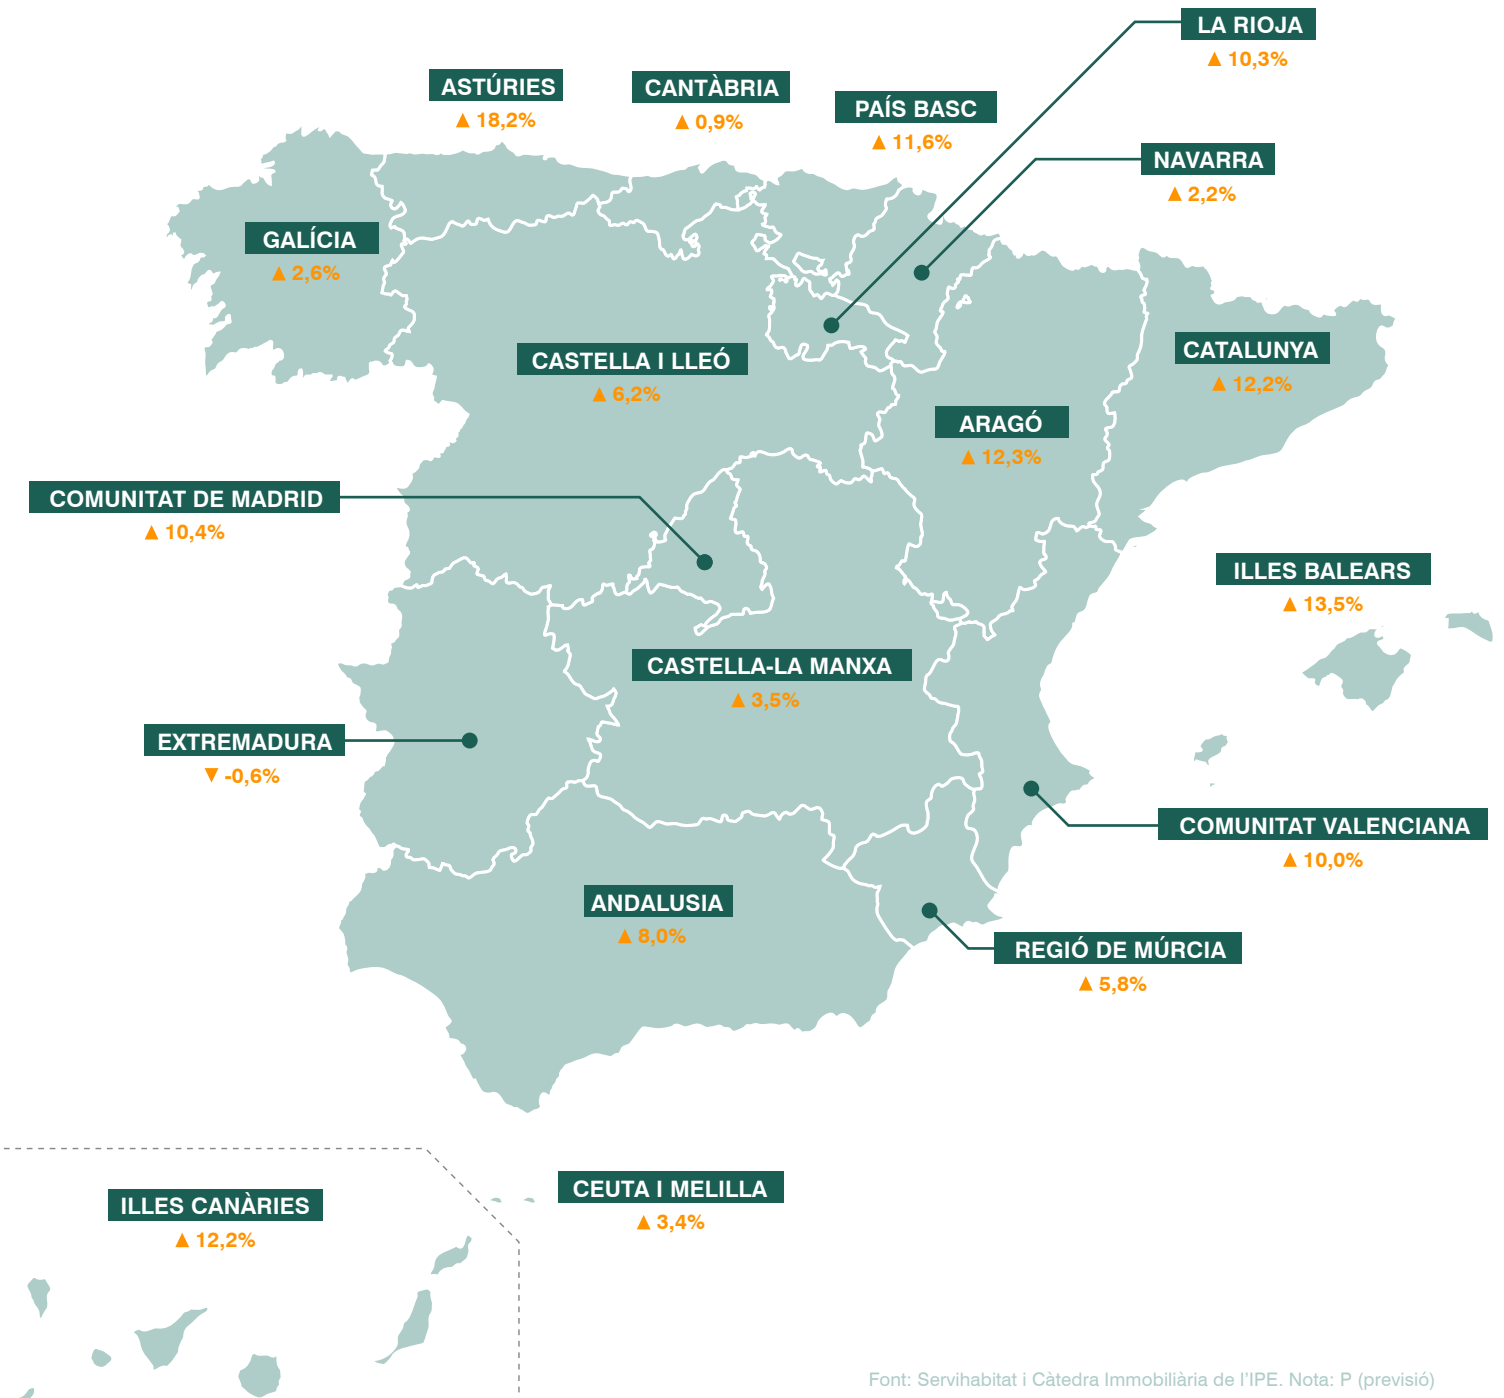 LA RIOJA
▲ 10,3%
ASTÚRIES
▲ 18,2%
CANTÀBRIA
▲ 0,9%
PAÍS BASC
▲ 11,6%
NAVARRA
▲ 2,2%
GALÍCIA
▲ 2,6%
CASTELLA I LLEÓ
▲ 6,2%
CATALUNYA
▲ 12,2%
ARAGÓ
▲ 12,3%
COMUNITAT DE MADRID
▲ 10,4%
ILLES BALEARS
▲ 13,5%
CASTELLA-LA MANXA
▲ 3,5%
EXTREMADURA
▼ -0,6%
COMUNITAT VALENCIANA
▲ 10,0%
ANDALUSIA
▲ 8,0%
REGIÓ DE MÚRCIA
▲ 5,8%
CEUTA I MELILLA
▲ 3,4%
ILLES CANÀRIES
▲ 12,2%
Font: Servihabitat i Càtedra Immobiliària de l'IPE. Nota: P (previsió)